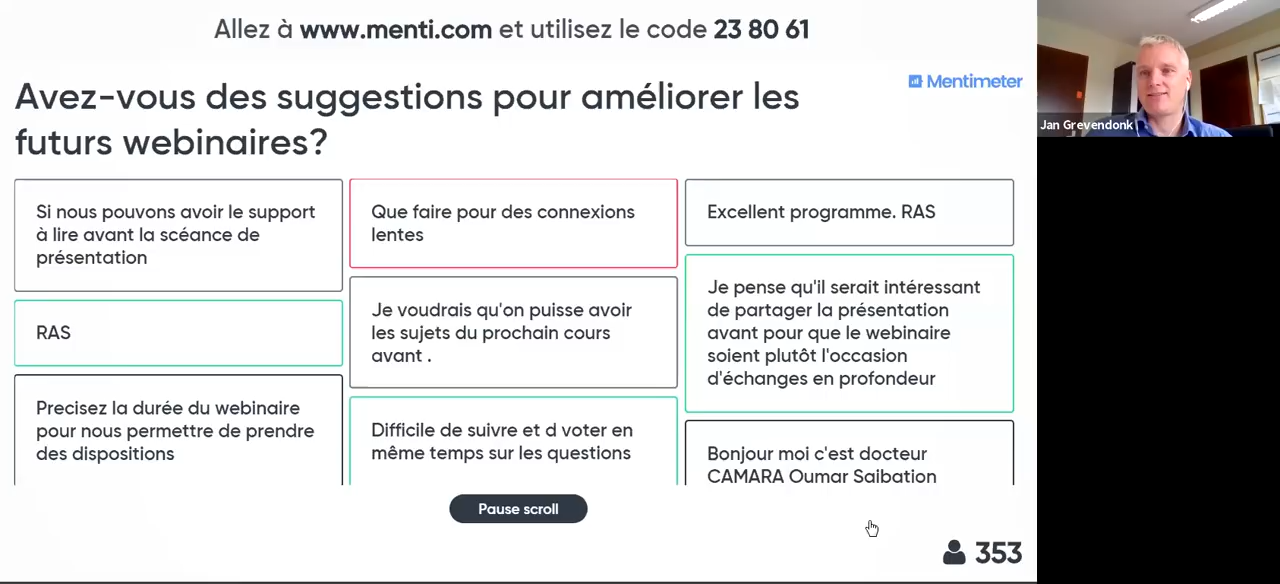 Allez à www.menti.com et utilisez le code 23 80 61
Mentimeter
Avez-vous des suggestions pour améliorer les
futurs webinaires?
Si nous pouvons avoir le support
à lire avant la scéance de
présentation
RAS
Precisez la durée du webinaire
pour nous permettre de prendre
des dispositions
Que faire pour des connexions
lentes
Je voudrais qu'on puisse avoir
les sujets du prochain cours
avant .
Difficile de suivre et d voter en
même temps sur les questions
Excellent programme. RAS
Je pense qu'il serait intéressant
de partager la présentation
avant pour que le webinaire
soient plutôt l'occasion
d'échanges en profondeur
Bonjour moi c'est docteur
CAMARA Oumar Saibation
Pause scroll
353
Jan Grevendonk